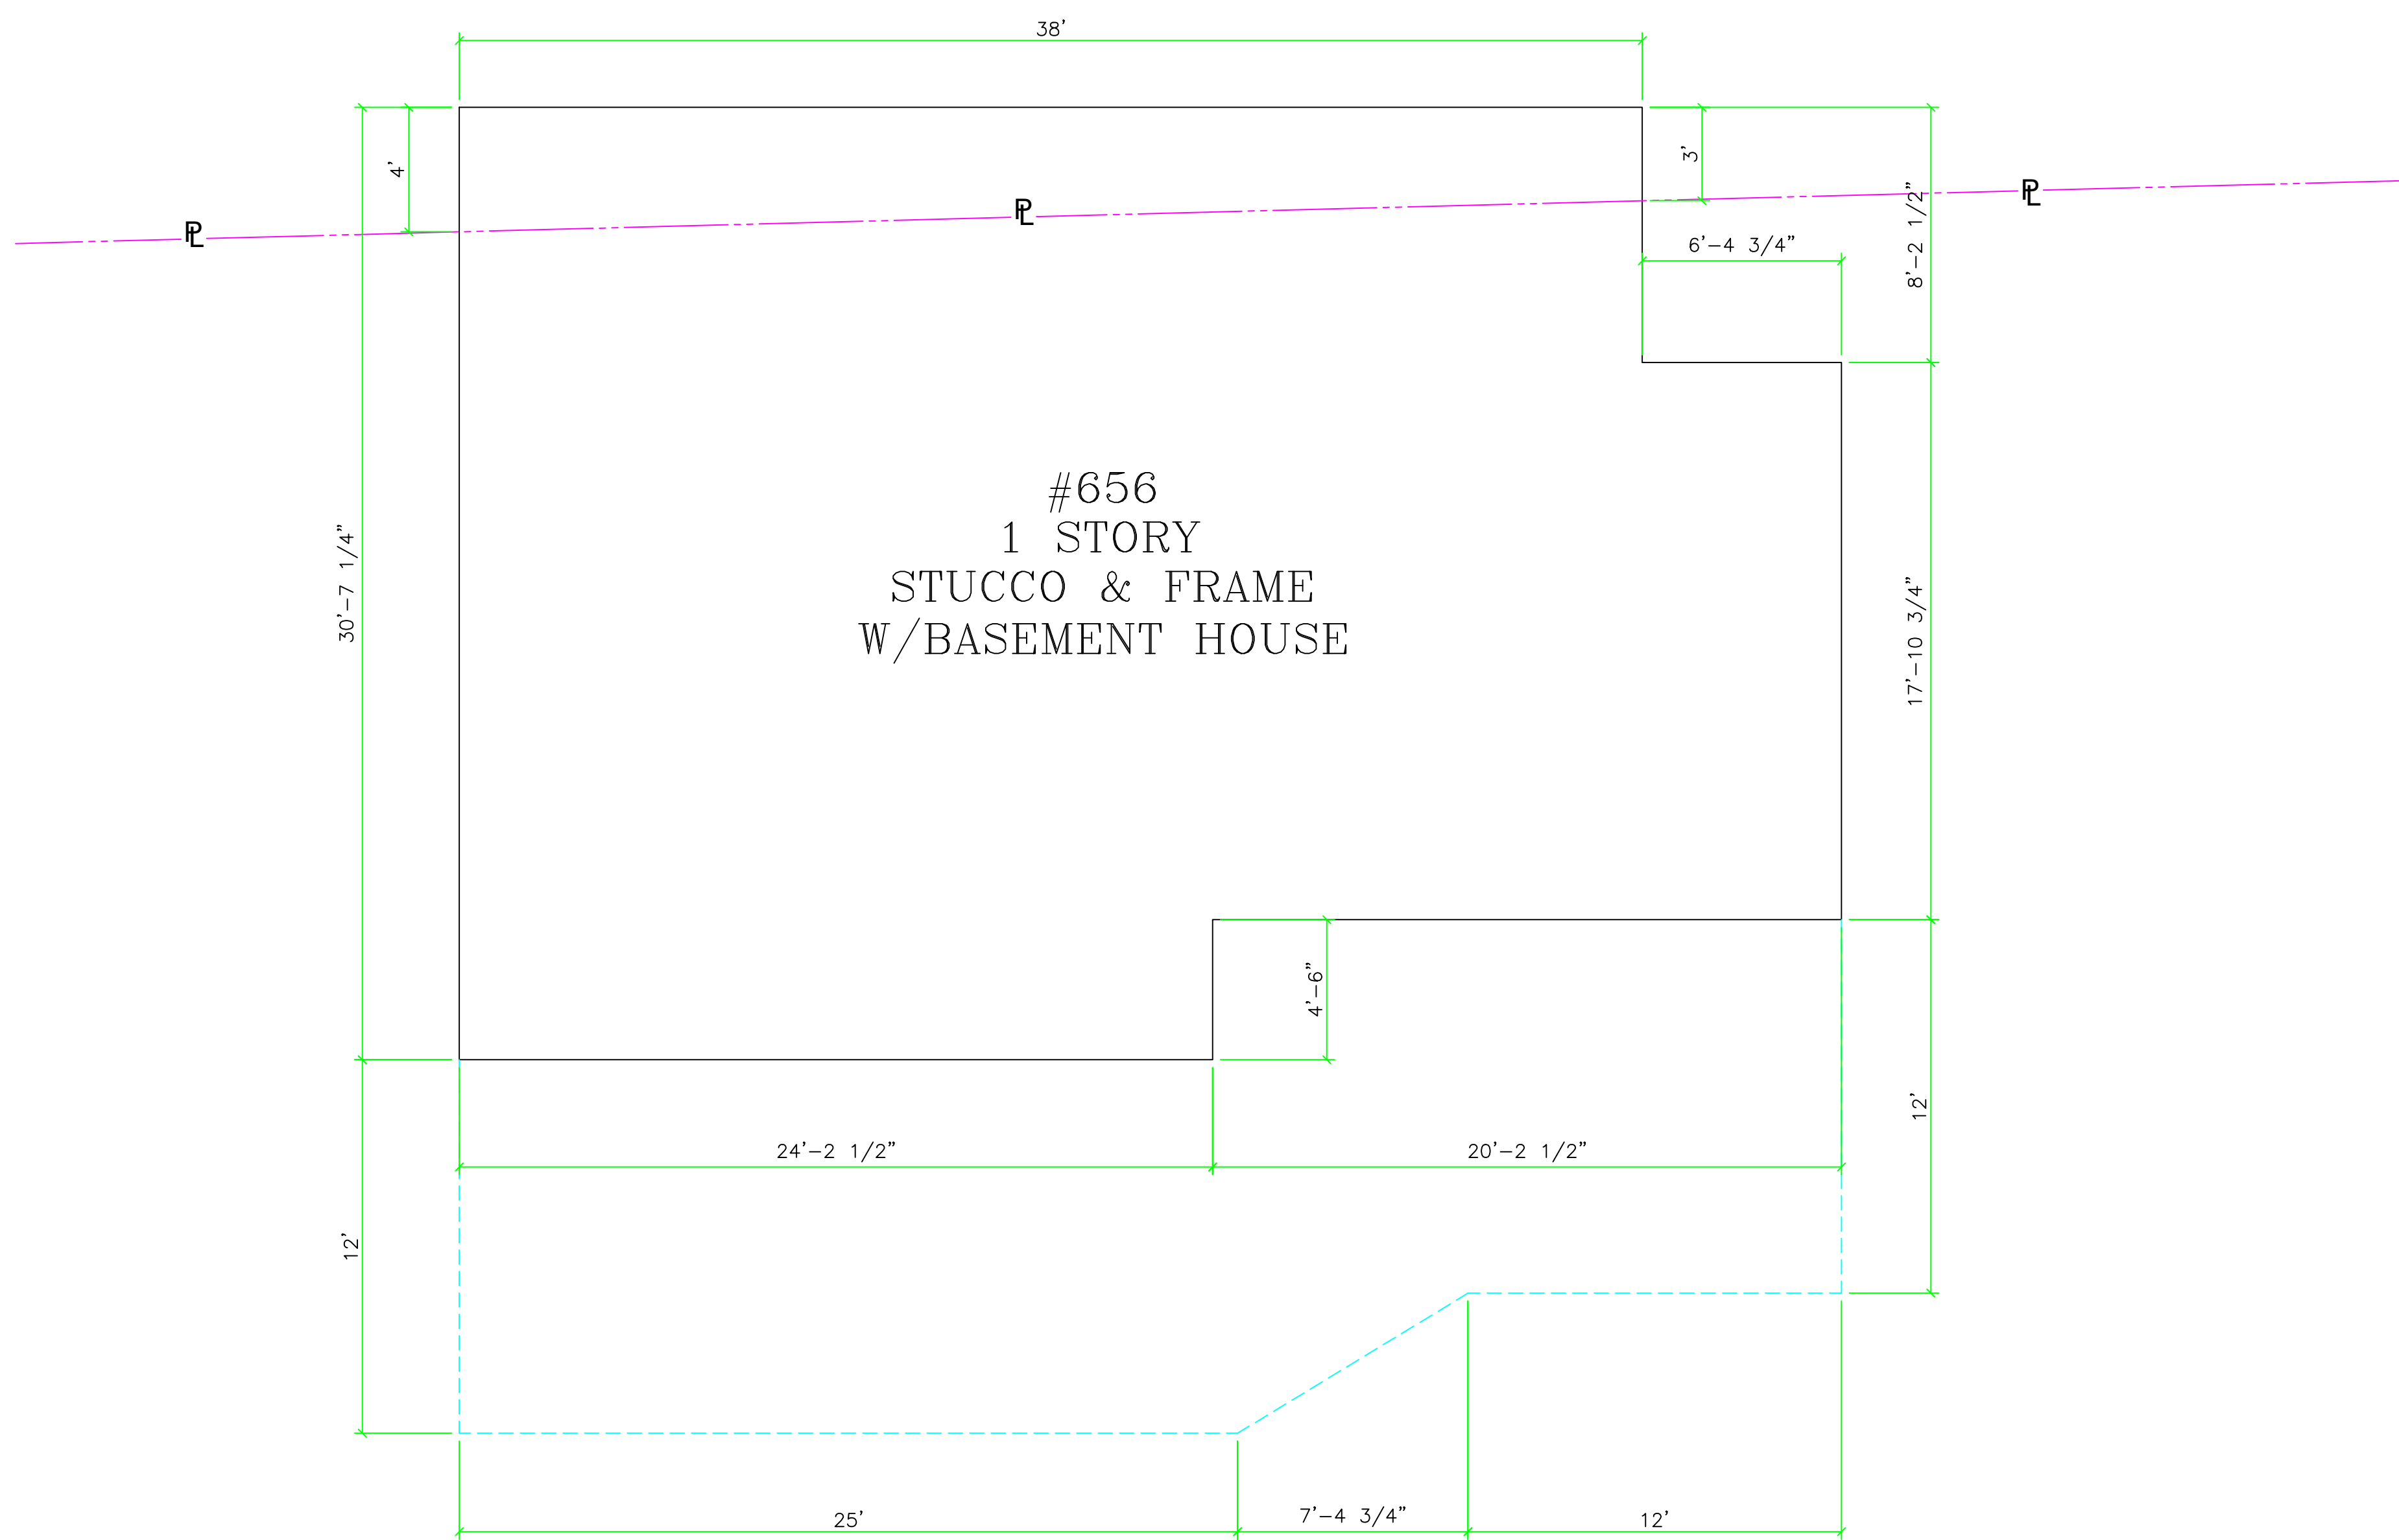 38'
4'
3'
PL
PL
PL
6'-4 3/4"
8'-2 1/2"
#656
1 STORY
STUCCO & FRAME
W/BASEMENT HOUSE
30'-7 1/4"
17'-10 3/4"
4'-6"
12'
24'-2 1/2"
20'-2 1/2"
12'
25'
7'-4 3/4"
12'